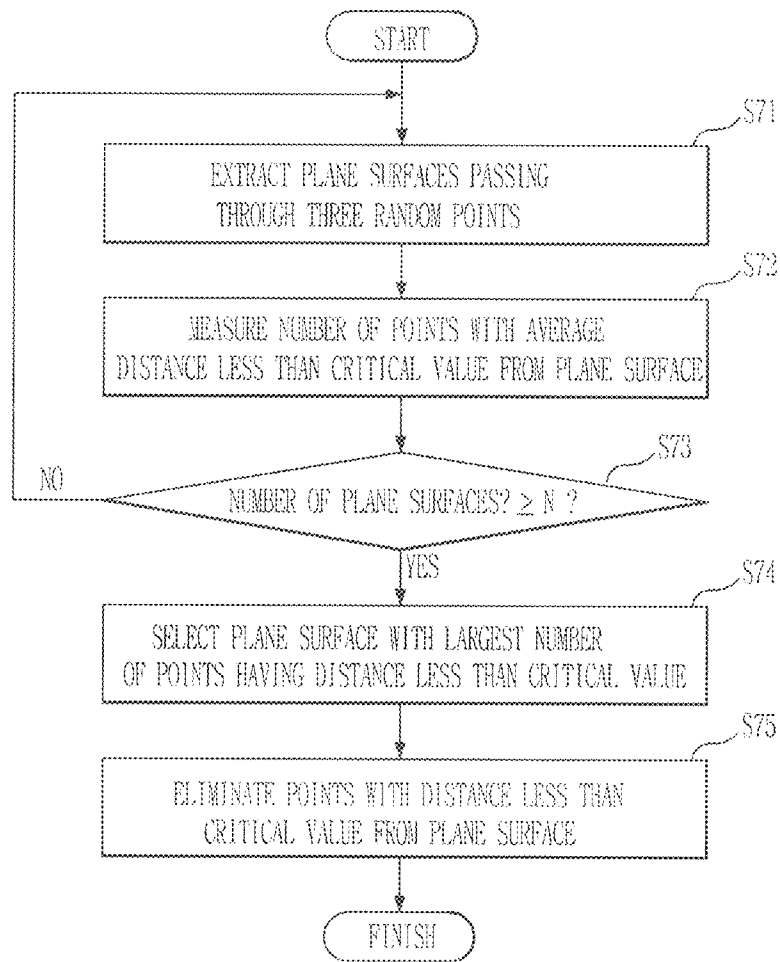 START
S71
EXTRACT PLANE SURFACES PASSING
THROUGH THREE RANDOM POINTS
S72
MEASURE NUMBER OF POINTS WITH AVERAGE
DISTANCE LESS THAN CRITICAL VALUE FROM PLANE SURFACE
S73
NO
NUMBER OF PLANE SURFACES? ≥ N ?
YES
S74
SELECT PLANE SURFACE WITH LARGEST NUMBER
OF POINTS HAVING DISTANCE LESS THAN CRITICAL VALUE
S75
ELIMINATE POINTS WITH DISTANCE LESS THAN
CRITICAL VALUE FROM PLANE SURFACE
FINISH